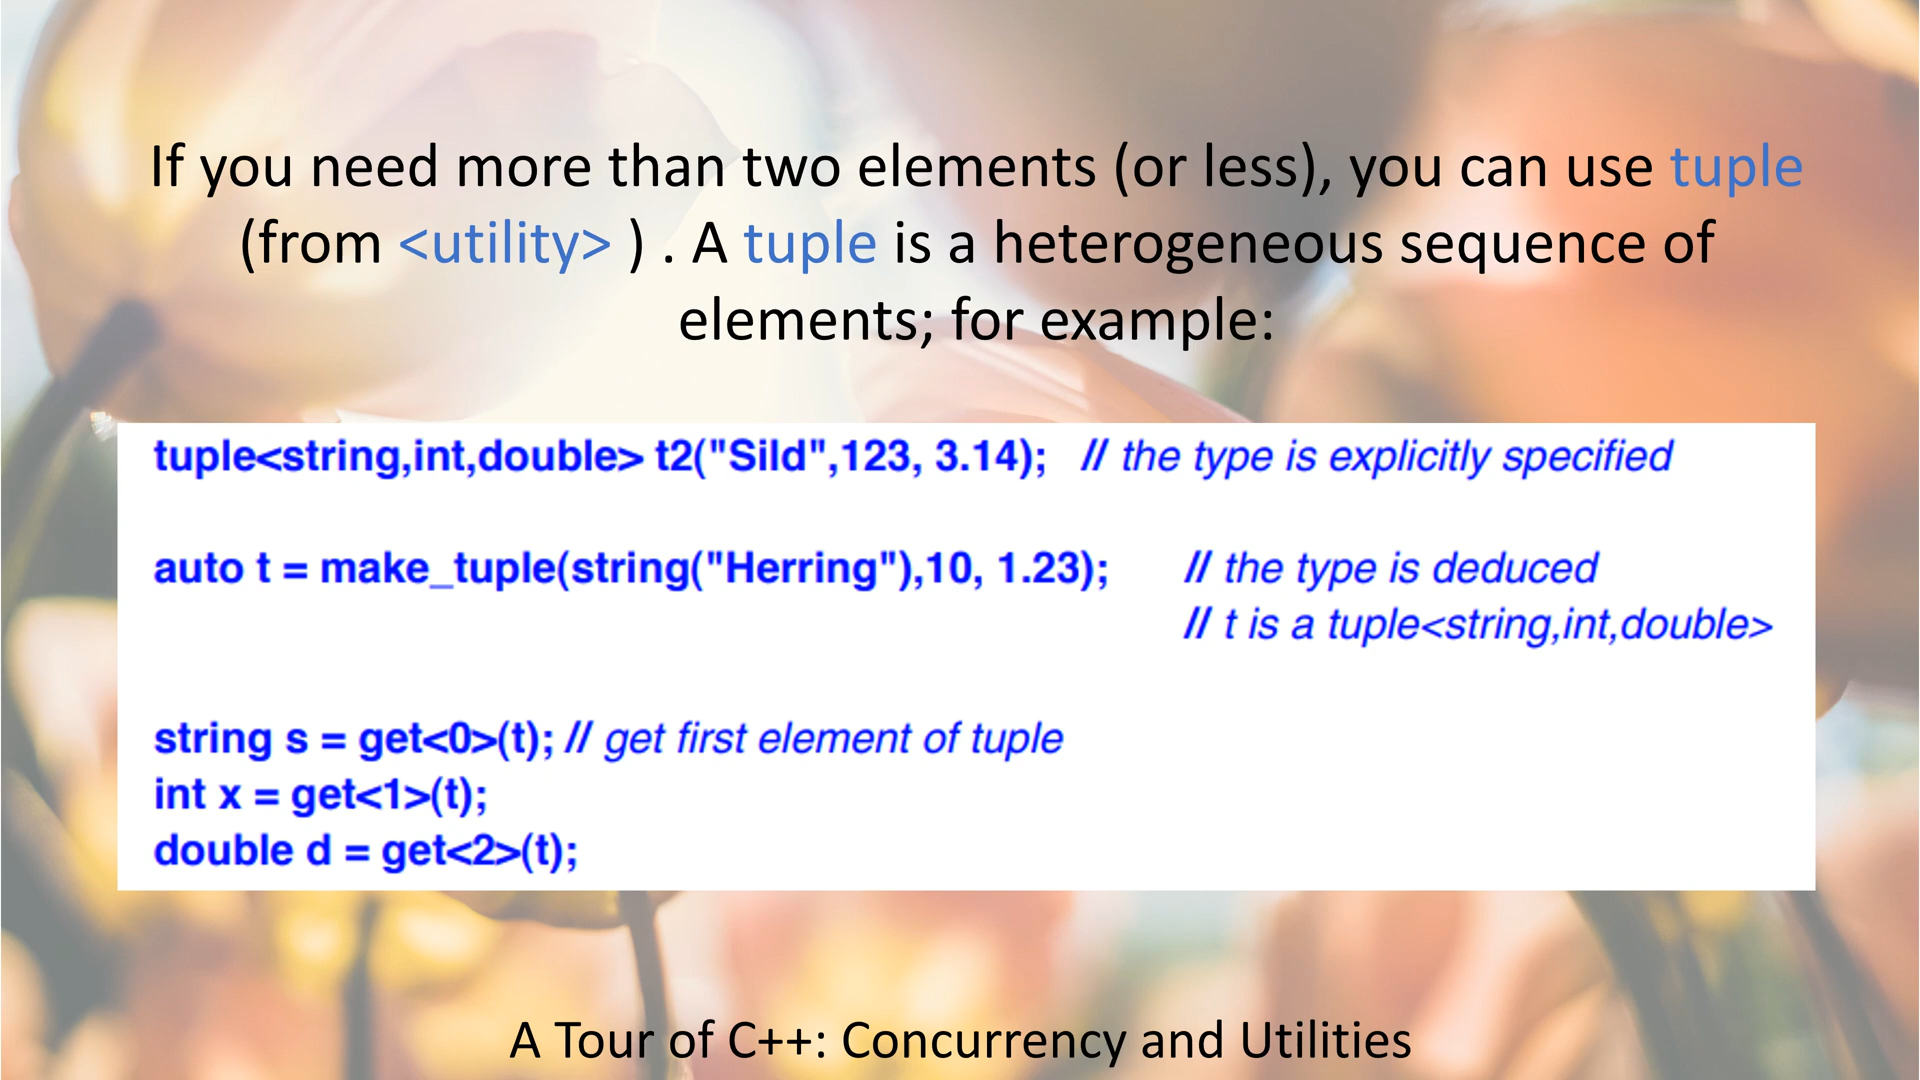 If you need more than two elements (or less), you can use tuple
(from <utility> ) . A tuple is a heterogeneous sequence of
elements; for example:
tuple<string,int,double> t2("Sild",123, 3.14); // the type is explicitly specified
auto t = make_tuple(string("Herring"),10, 1.23); // the type is deduced
// t is a tuple<string,int,double>
string s = get<0>(t); // get first element of tuple
int x = get<1>(t);
double d = get<2>(t);
A Tour of C++: Concurrency and Utilities